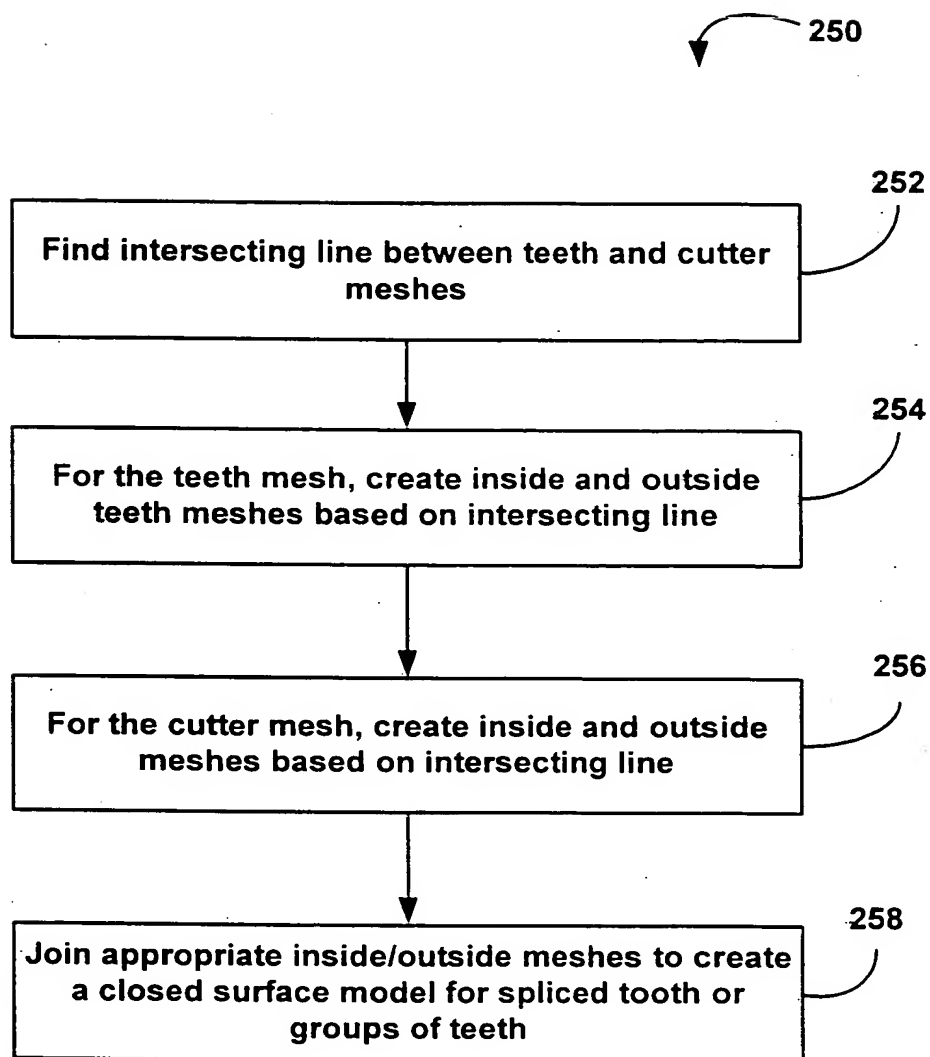 250
252
Find intersecting line between teeth and cutter
meshes
254
For the teeth mesh, create inside and outside
teeth meshes based on intersecting line
256
For the cutter mesh, create inside and outside
meshes based on intersecting line
258
Join appropriate inside/outside meshes to create
a closed surface model for spliced tooth or
groups of teeth